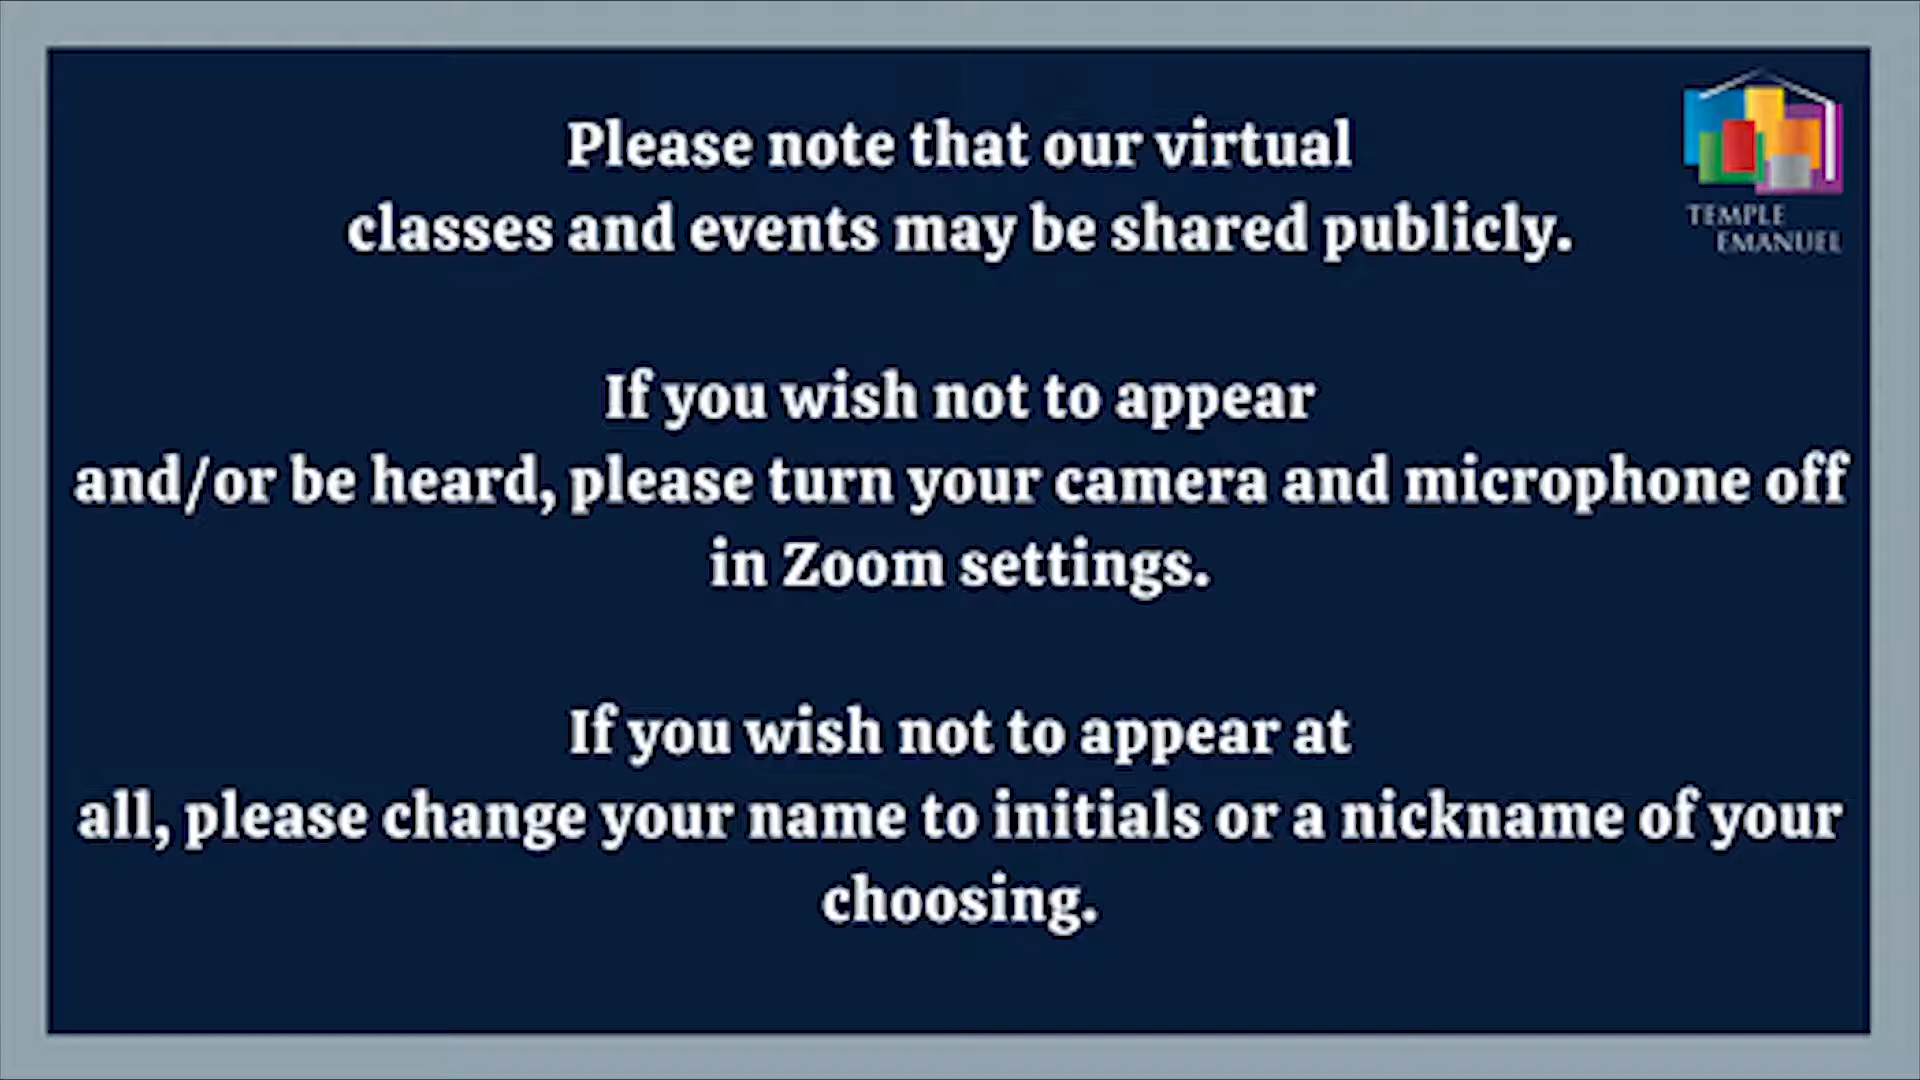 Please note that our virtual
classes and events may be shared publicly.
TEMPLE
EMANUEL
If you wish not to appear
and/or be heard, please turn your camera and microphone off
in Zoom settings.
If you wish not to appear at
all, please change your name to initials or a nickname of your
choosing.